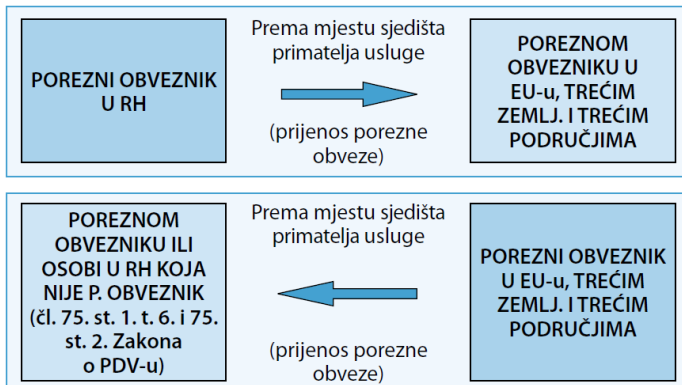 POREZNI OBVEZNIK
U RH
Prema mjestu sjedišta
primatelja usluge
(prijenos porezne
obveze)
POREZNOM
OBVEZNIKU U
EU-u, TREĆIM
ZEMLJ. I TREĆIM
PODRUČJIMA
POREZNOM
OBVEZNIKU ILI
OSOBI U RH KOJA
NIJE P. OBVEZNIK
(čl. 75. st. 1. t. 6. i 75.
st. 2. Zakona
o PDV-u)
Prema mjestu sjedišta
primatelja usluge
(prijenos porezne
obveze)
POREZNI OBVEZNIK
U EU-u, TREĆIM
ZEMLJ. I TREĆIM
PODRUČJIMA